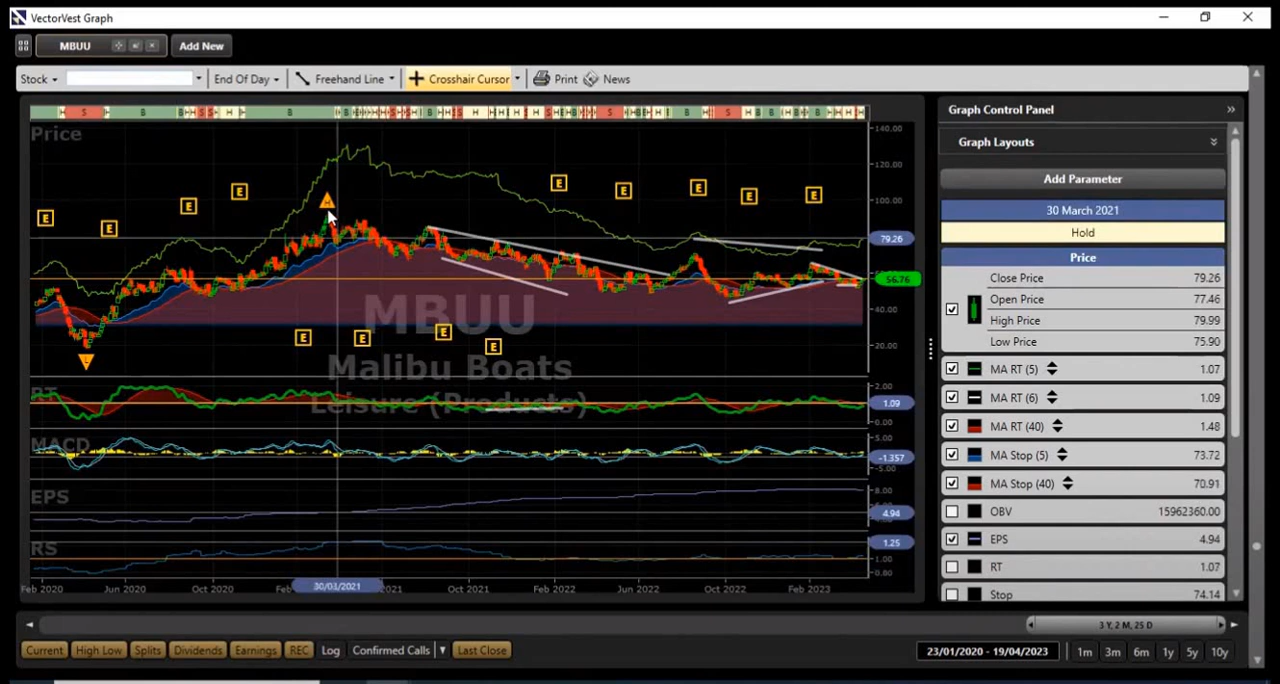 VectorVest Graph
MBUU Add New
Stock End Of Day Freehand Line Crosshair Cursor Print News
Price
140.00
120.00
100.00
79.26
56.76
40.00
20.00
E E E E E E E E E
H
E E E E
L
MBUU
Malibu Boats
Leisure (Products)
RT
2.00
1.09
0.00
MACD
5.00
-1.357
-5.00
EPS
8.00
4.94
RS
1.25
1.00
0.80
Feb 2020 Jun 2020 Oct 2020 30/03/2021 2021 Oct 2021 Feb 2022 Jun 2022 Oct 2022 Feb 2023
Graph Control Panel
Graph Layouts
Add Parameter
30 March 2021
Hold
Price
Close Price 79.26
Open Price 77.46
High Price 79.99
Low Price 75.90
MA RT (5) 1.07
MA RT (6) 1.09
MA RT (40) 1.48
MA Stop (5) 73.72
MA Stop (40) 70.91
OBV 15962360.00
EPS 4.94
RT 1.07
Stop 74.14
3 Y, 2 M, 25 D
Current High Low Splits Dividends Earnings REC Log Confirmed Calls Last Close
23/01/2020 - 19/04/2023 1m 3m 6m 1y 5y 10y